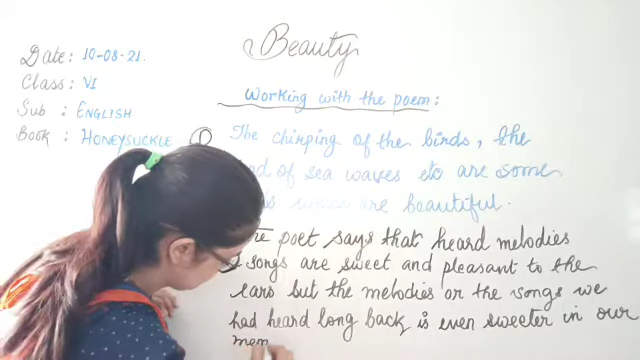 Beauty
Date: 10-08-21.
Class: VI
Sub : ENGLISH
Book : HONEYSUCKLE
Working with the poem:
① The chirping of the birds, the
of sea waves etc are some
are beautiful.
poet says that heard melodies
songs are sweet and pleasant to the
ears but the melodies or the songs we
had heard long back is even sweeter in our
mem